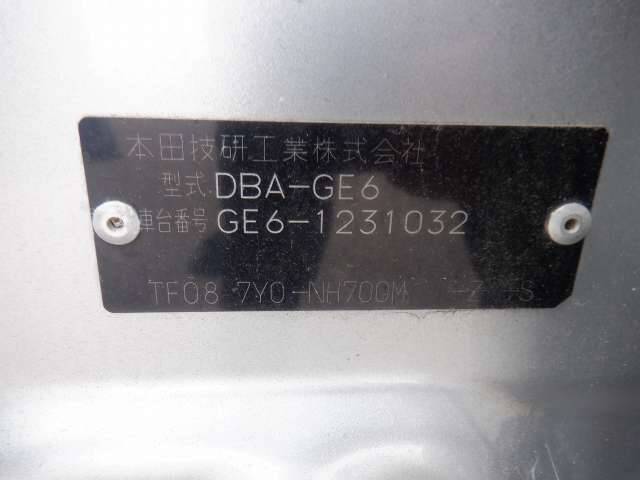 本田技研工業株式会社
型式 DBA-GE6
車台番号 GE6-1231032
TF08 7Y0-NH700M -Z -S